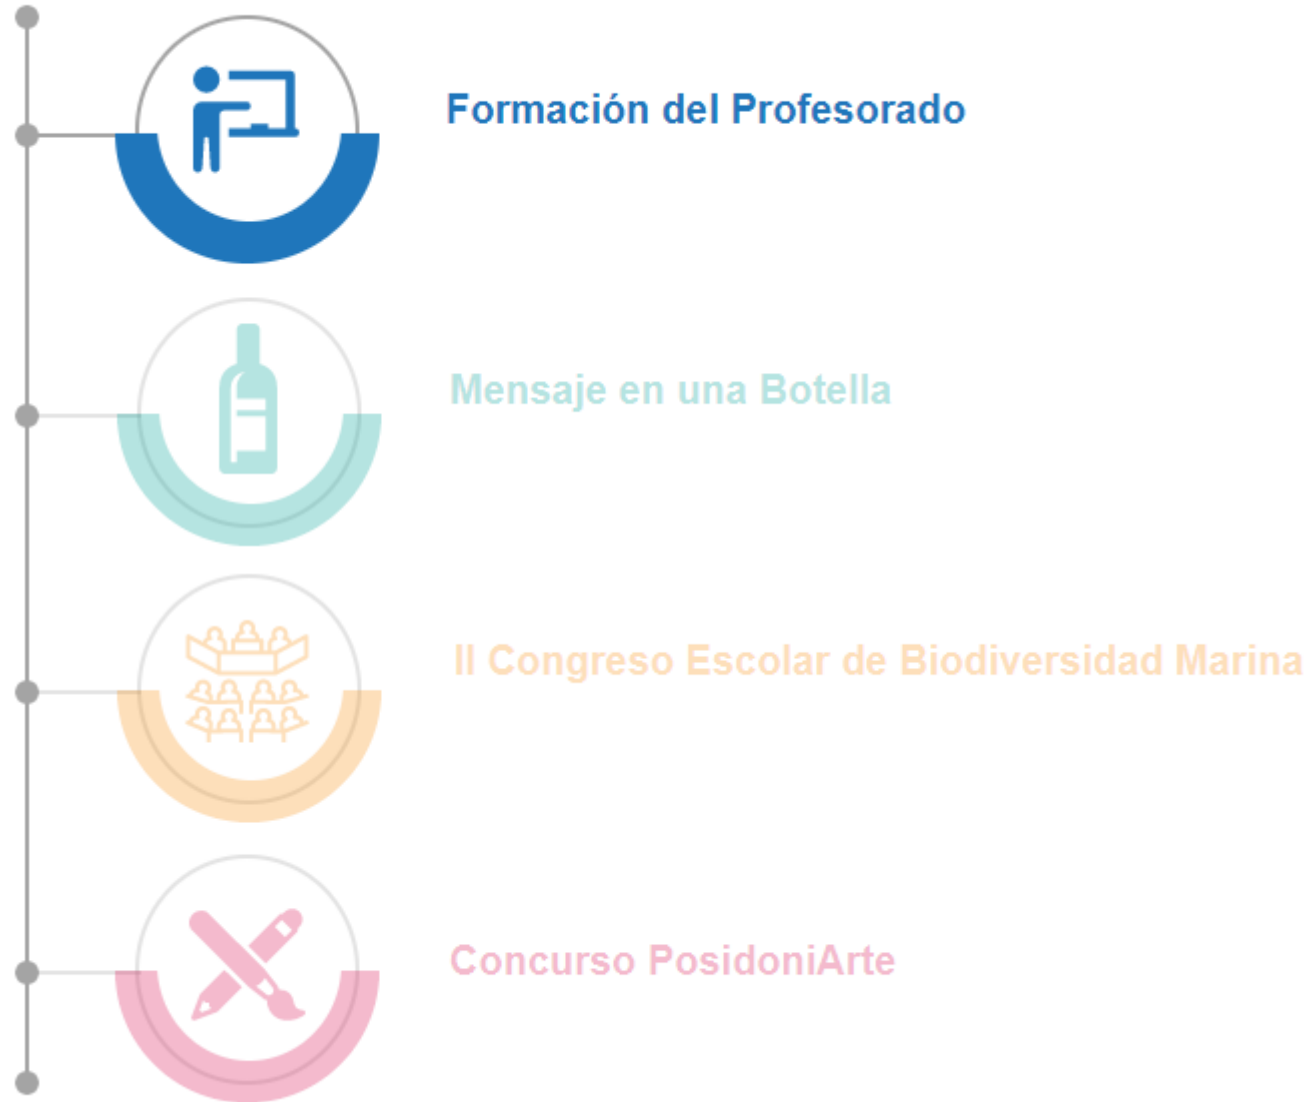 Formación del Profesorado
Mensaje en una Botella
II Congreso Escolar de Biodiversidad Marina
Concurso PosidoniArte